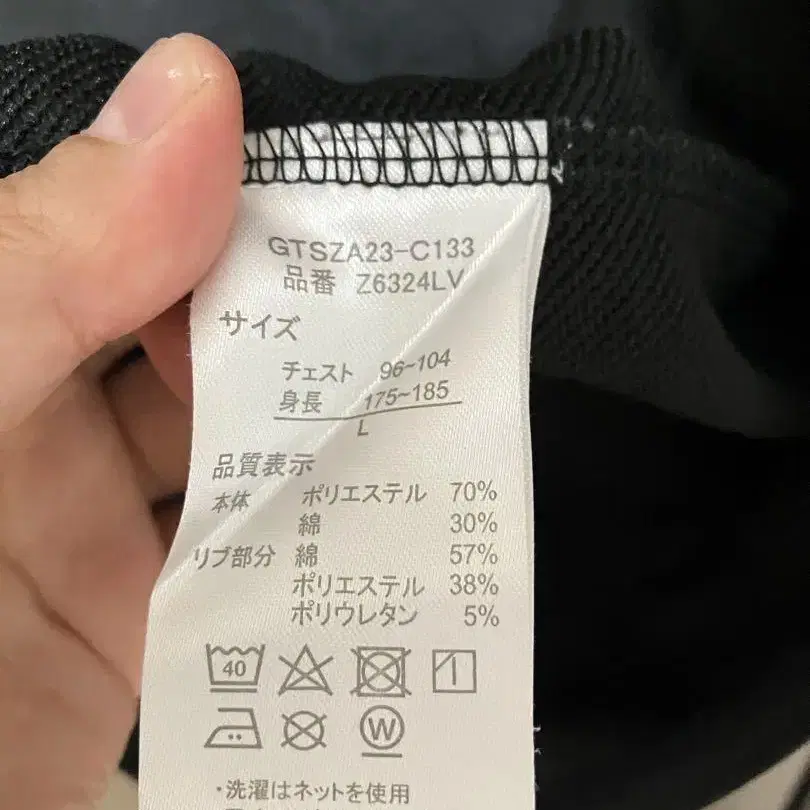 GTSZA23-C133
品番 Z6324LV
サイズ
チェスト 96~104
身長 175~185
L
品質表示
本体 ポリエステル 70%
綿 30%
リブ部分 綿 57%
ポリエステル 38%
ポリウレタン 5%
40
W
・洗濯はネットを使用